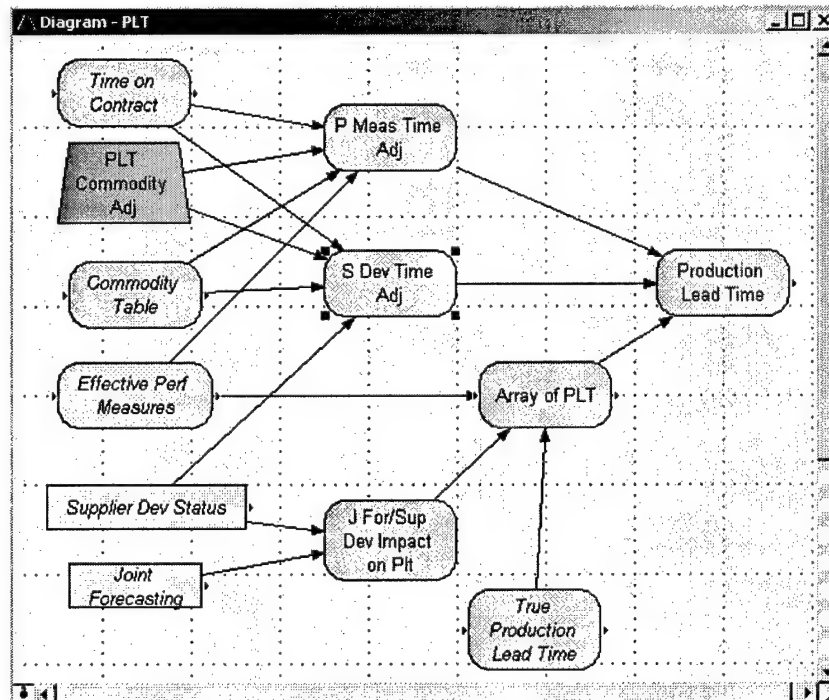 Diagram - PLT
Time on
Contract
P Meas Time
Adj
PLT
Commodity
Adj
S Dev Time
Adj
Production
Lead Time
Commodity
Table
Effective Perf
Measures
Array of PLT
Supplier Dev Status
J For/Sup
Dev Impact
on Plt
Joint
Forecasting
True
Production
Lead Time